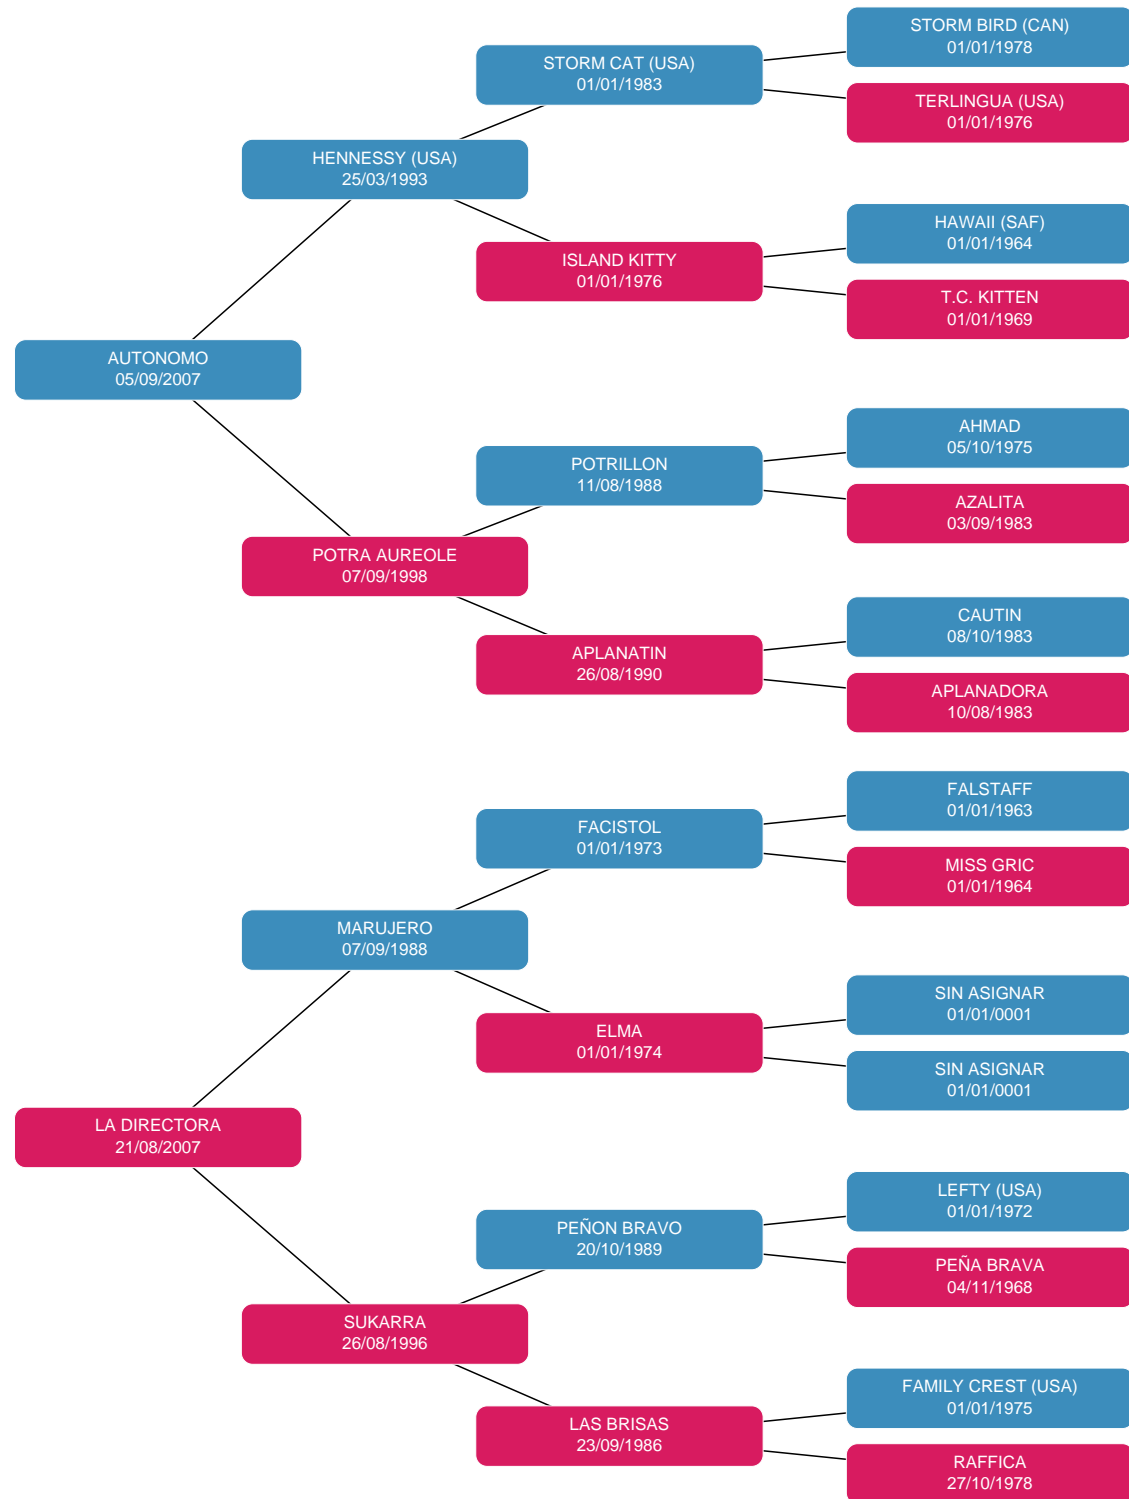 STORM BIRD (CAN)
01/01/1978
STORM CAT (USA)
01/01/1983
TERLINGUA (USA)
01/01/1976
HENNESSY (USA)
25/03/1993
HAWAII (SAF)
01/01/1964
ISLAND KITTY
01/01/1976
T.C. KITTEN
01/01/1969
AUTONOMO
05/09/2007
AHMAD
05/10/1975
POTRILLON
11/08/1988
AZALITA
03/09/1983
POTRA AUREOLE
07/09/1998
CAUTIN
08/10/1983
APLANATIN
26/08/1990
APLANADORA
10/08/1983
FALSTAFF
01/01/1963
FACISTOL
01/01/1973
MISS GRIC
01/01/1964
MARUJERO
07/09/1988
SIN ASIGNAR
01/01/0001
ELMA
01/01/1974
SIN ASIGNAR
01/01/0001
LA DIRECTORA
21/08/2007
LEFTY (USA)
01/01/1972
PEÑON BRAVO
20/10/1989
PEÑA BRAVA
04/11/1968
SUKARRA
26/08/1996
FAMILY CREST (USA)
01/01/1975
LAS BRISAS
23/09/1986
RAFFICA
27/10/1978